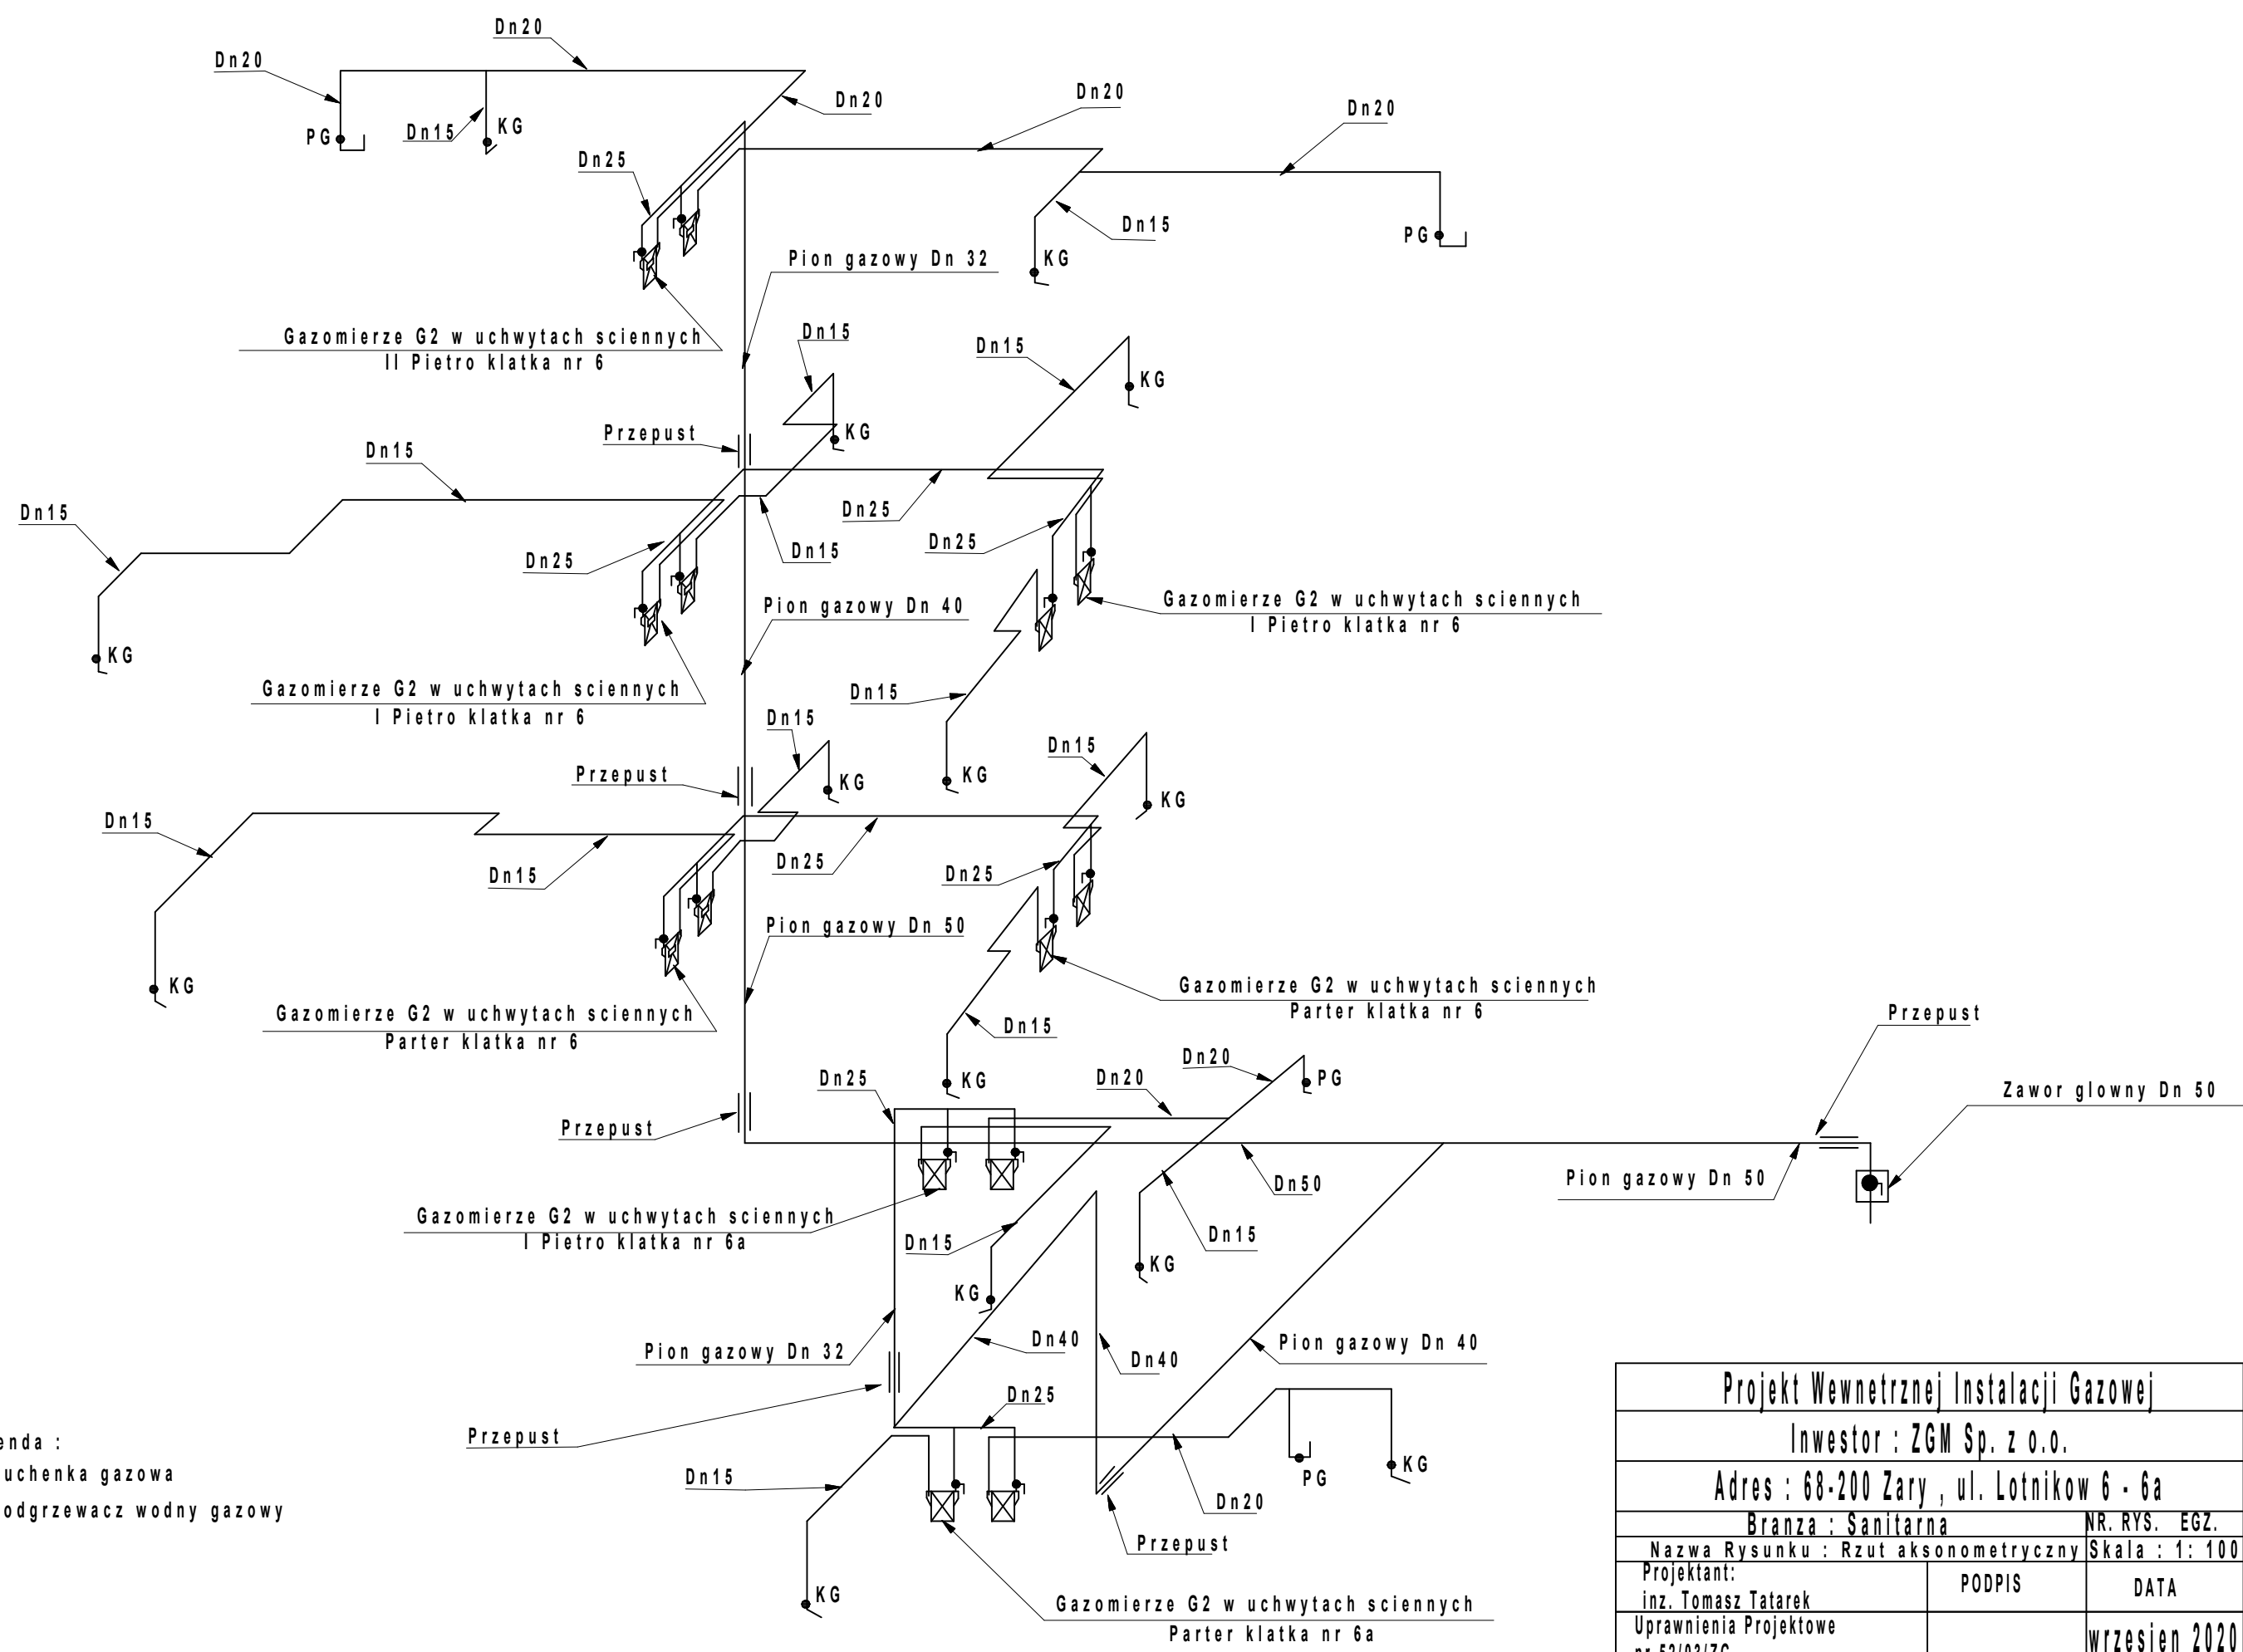 Dn20
Dn20
Dn20
Dn20
Dn20
PG
Dn15
KG
Dn25
Dn15
PG
KG
Pion gazowy Dn 32
Gazomierze G2 w uchwytach sciennych
II Pietro klatka nr 6
Dn15
Dn15
KG
Przepust
KG
Dn15
Dn15
Dn25
Dn25
Dn25
Dn15
Pion gazowy Dn 40
Gazomierze G2 w uchwytach sciennych
I Pietro klatka nr 6
KG
Gazomierze G2 w uchwytach sciennych
I Pietro klatka nr 6
Dn15
Dn15
Dn15
Przepust
KG
KG
KG
Dn15
Dn15
Dn25
Dn25
Pion gazowy Dn 50
KG
Gazomierze G2 w uchwytach sciennych
Parter klatka nr 6
Gazomierze G2 w uchwytach sciennych
Parter klatka nr 6
Dn15
Przepust
Dn20
Dn25
KG
Dn20
PG
Zawor glowny Dn 50
Przepust
Dn50
Pion gazowy Dn 50
Gazomierze G2 w uchwytach sciennych
I Pietro klatka nr 6a
Dn15
Dn15
KG
KG
Pion gazowy Dn 32
Dn40
Dn40
Pion gazowy Dn 40
Dn25
Przepust
Dn15
PG
KG
Dn20
Przepust
KG
Gazomierze G2 w uchwytach sciennych
Parter klatka nr 6a
enda :
uchenka gazowa
odgrzewacz wodny gazowy
Projekt Wewnetrznej Instalacji Gazowej
Inwestor : ZGM Sp. z o.o.
Adres : 68-200 Zary , ul. Lotnikow 6 - 6a
Branza : Sanitarna
NR. RYS. EGZ.
Nazwa Rysunku : Rzut aksonometryczny
Skala : 1: 100
Projektant:
inz. Tomasz Tatarek
PODPIS
DATA
Uprawnienia Projektowe
wrzesien 2020